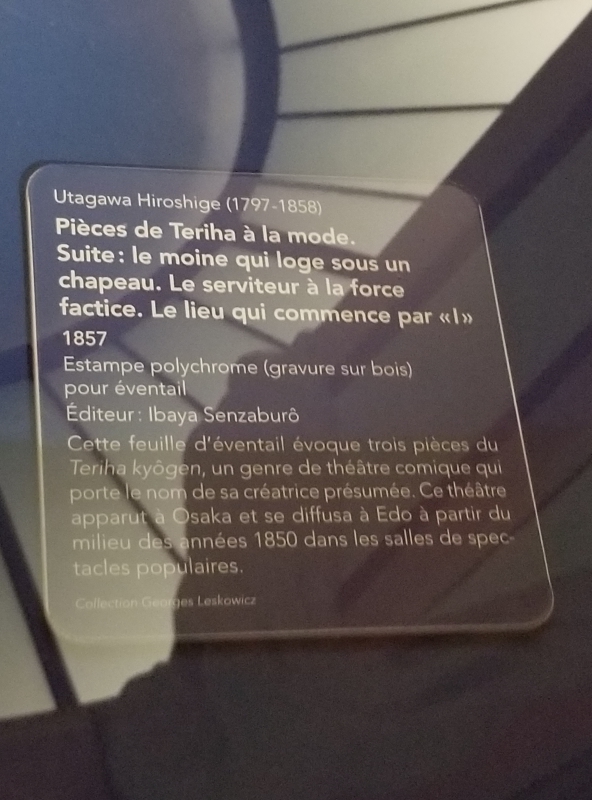 Utagawa Hiroshige (1797-1858)
Pièces de Teriha à la mode.
Suite : le moine qui loge sous un
chapeau. Le serviteur à la force
factice. Le lieu qui commence par «I»
1857
Estampe polychrome (gravure sur bois)
pour éventail
Éditeur : Ibaya Senzaburô
Cette feuille d'éventail évoque trois pièces du
Teriha kyôgen, un genre de théâtre comique qui
porte le nom de sa créatrice présumée. Ce théâtre
apparut à Osaka et se diffusa à Edo à partir du
milieu des années 1850 dans les salles de spec-
tacles populaires.
Collection Georges Leskowicz